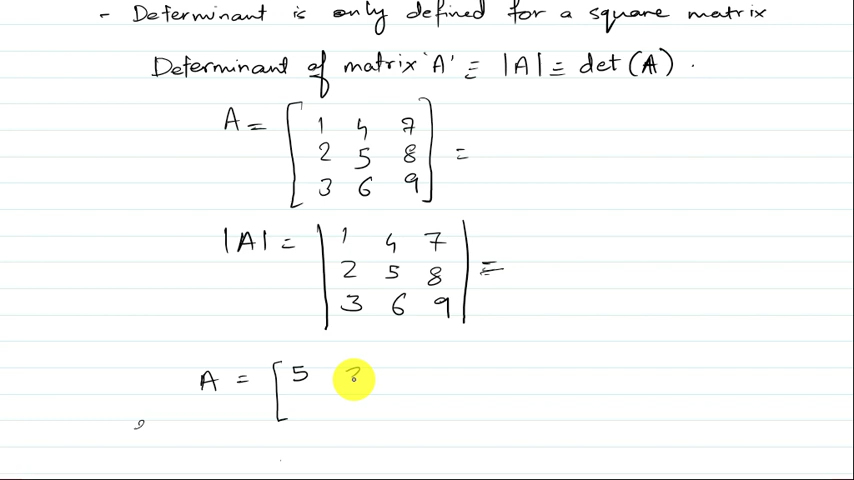 - Determinant is only defined for a square matrix
Determinant of matrix 'A' ≡ |A| ≡ det(A).
A = [ 1 4 7
2 5 8
3 6 9 ] =
|A| = | 1 4 7
2 5 8
3 6 9 | =
A = [ 5